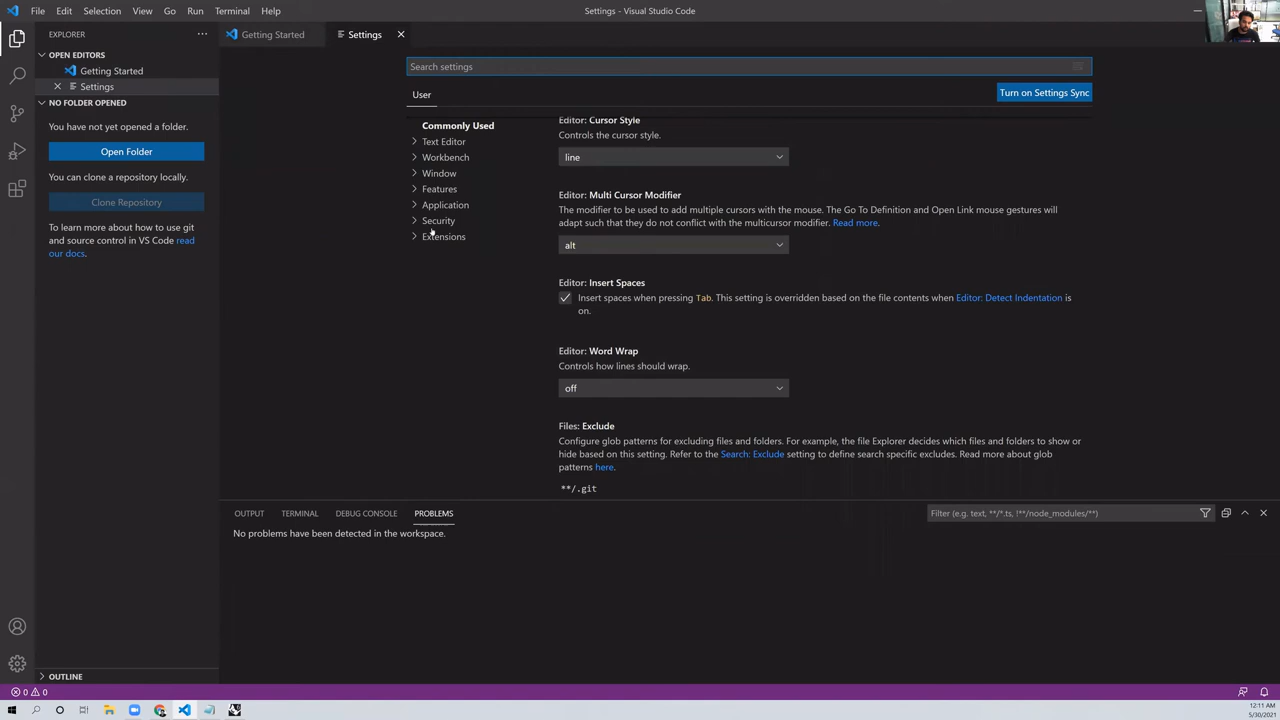 File Edit Selection View Go Run Terminal Help
Settings - Visual Studio Code
EXPLORER
OPEN EDITORS
Getting Started
Settings
NO FOLDER OPENED
You have not yet opened a folder.
Open Folder
You can clone a repository locally.
Clone Repository
To learn more about how to use git
and source control in VS Code read
our docs.
OUTLINE
Getting Started
Settings
Search settings
User
Turn on Settings Sync
Commonly Used
Text Editor
Workbench
Window
Features
Application
Security
Extensions
Editor: Cursor Style
Controls the cursor style.
line
Editor: Multi Cursor Modifier
The modifier to be used to add multiple cursors with the mouse. The Go To Definition and Open Link mouse gestures will
adapt such that they do not conflict with the multicursor modifier. Read more.
alt
Editor: Insert Spaces
Insert spaces when pressing Tab. This setting is overridden based on the file contents when Editor: Detect Indentation is
on.
Editor: Word Wrap
Controls how lines should wrap.
off
Files: Exclude
Configure glob patterns for excluding files and folders. For example, the file Explorer decides which files and folders to show or
hide based on this setting. Refer to the Search: Exclude setting to define search specific excludes. Read more about glob
patterns here.
**/.git
OUTPUT TERMINAL DEBUG CONSOLE PROBLEMS
Filter (e.g. text, **/*.ts, !**/node_modules/**)
No problems have been detected in the workspace.
0 0
12:11 AM
5/30/2021